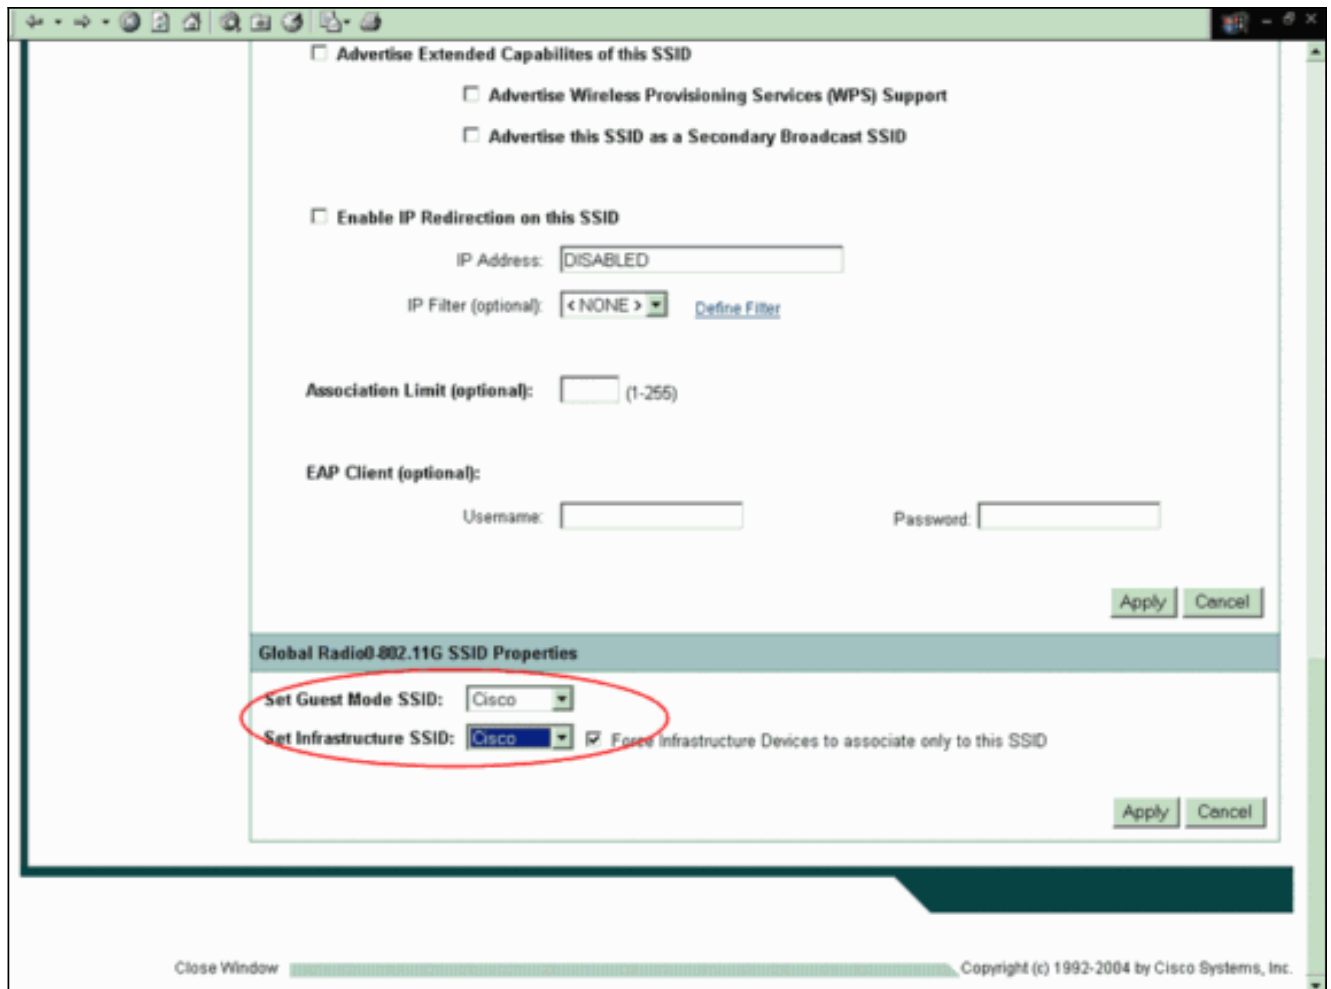 Advertise Extended Capabilites of this SSID
Advertise Wireless Provisioning Services (WPS) Support
Advertise this SSID as a Secondary Broadcast SSID
Enable IP Redirection on this SSID
IP Address: DISABLED
IP Filter (optional): < NONE > Define Filter
Association Limit (optional): (1-255)
EAP Client (optional):
Username: Password:
Apply Cancel
Global Radio0-802.11G SSID Properties
Set Guest Mode SSID: Cisco
Set Infrastructure SSID: Cisco Force Infrastructure Devices to associate only to this SSID
Apply Cancel
Close Window Copyright (c) 1992-2004 by Cisco Systems, Inc.